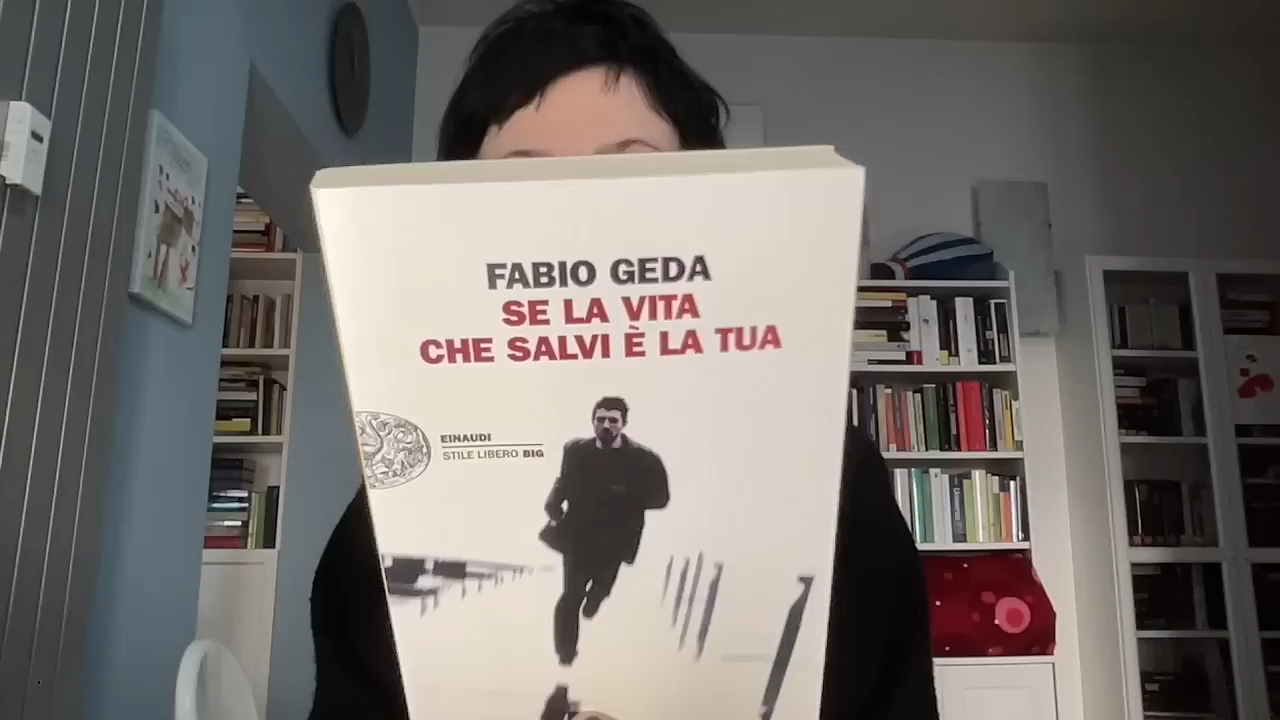 FABIO GEDA
SE LA VITA
CHE SALVI È LA TUA
EINAUDI
STILE LIBERO BIG